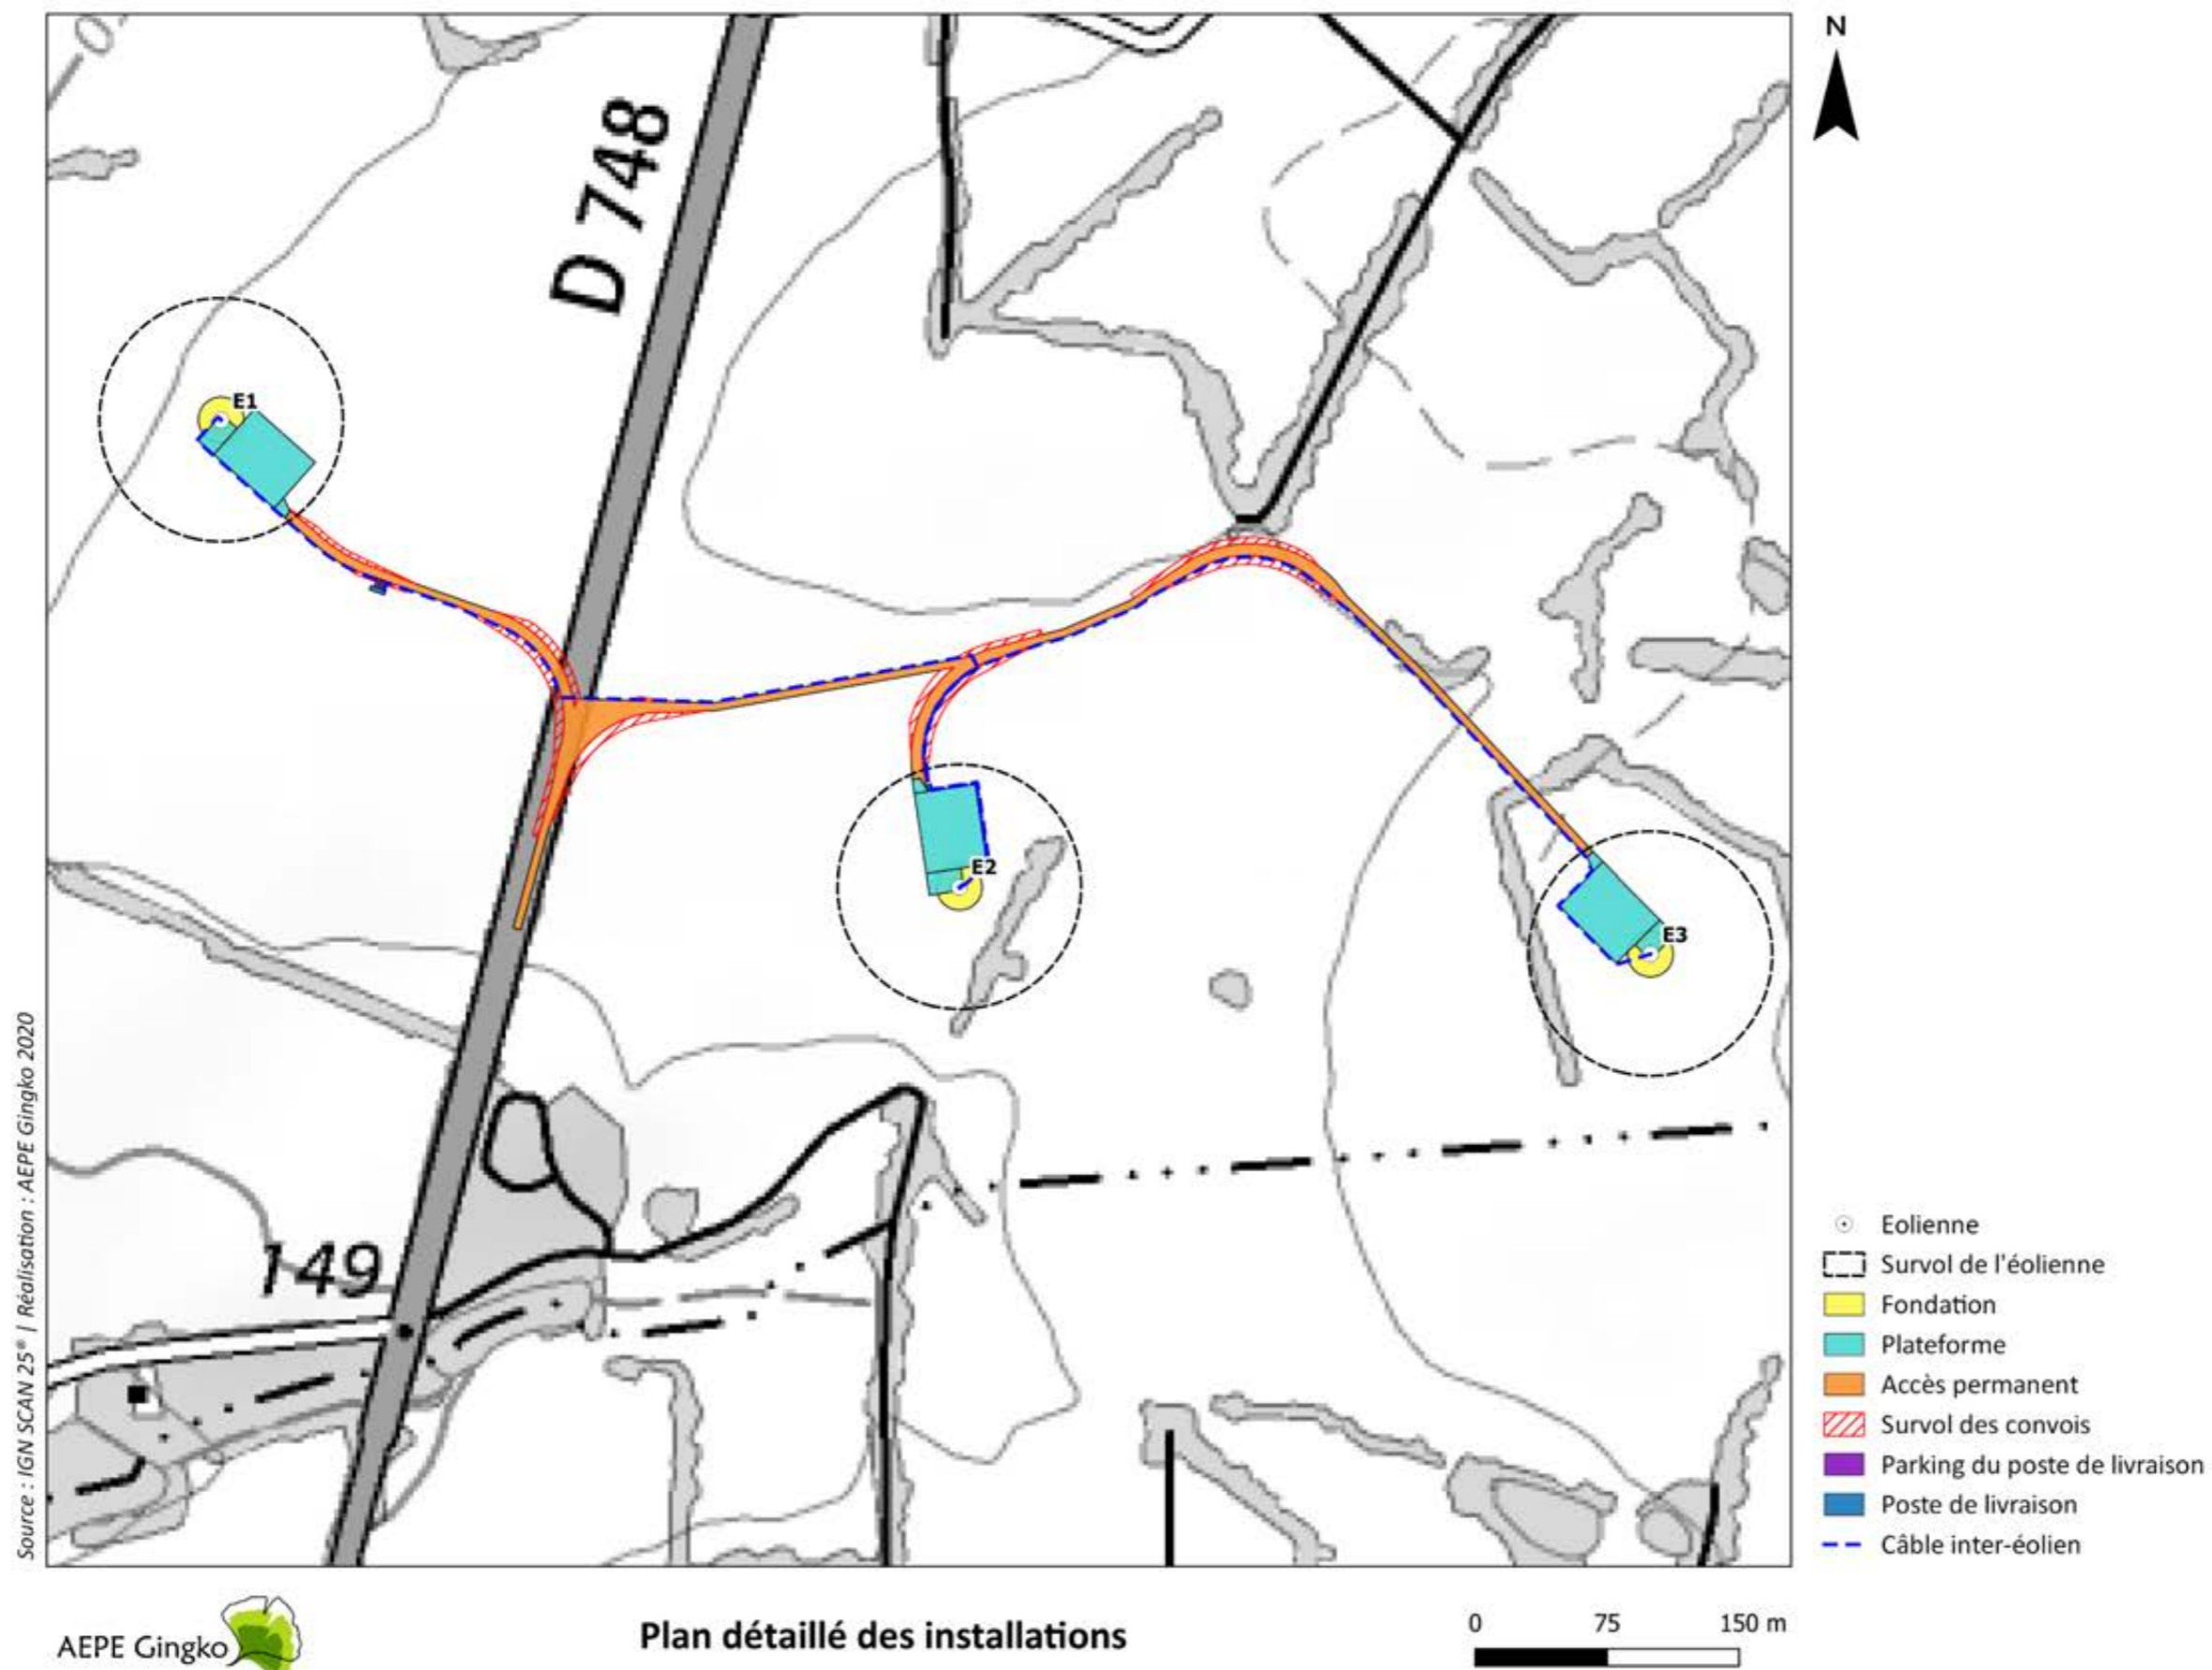 N
D 748
E1
E2
E3
149
Source : IGN SCAN 25® | Réalisation : AEPE Gingko 2020
Eolienne
Survol de l'éolienne
Fondation
Plateforme
Accès permanent
Survol des convois
Parking du poste de livraison
Poste de livraison
Câble inter-éolien
AEPE Gingko
Plan détaillé des installations
0 75 150 m